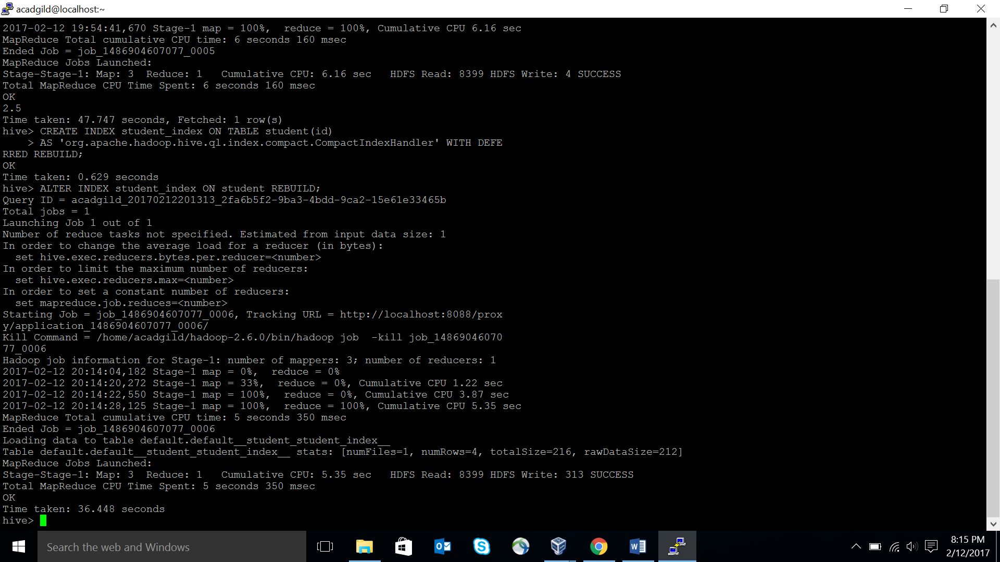 acadgild@localhost:~
2017-02-12 19:54:41,670 Stage-1 map = 100%,  reduce = 100%, Cumulative CPU 6.16 sec
MapReduce Total cumulative CPU time: 6 seconds 160 msec
Ended Job = job_1486904607077_0005
MapReduce Jobs Launched:
Stage-Stage-1: Map: 3  Reduce: 1   Cumulative CPU: 6.16 sec   HDFS Read: 8399 HDFS Write: 4 SUCCESS
Total MapReduce CPU Time Spent: 6 seconds 160 msec
OK
2.5
Time taken: 47.747 seconds, Fetched: 1 row(s)
hive> CREATE INDEX student_index ON TABLE student(id)
    > AS 'org.apache.hadoop.hive.ql.index.compact.CompactIndexHandler' WITH DEFE
RRED REBUILD;
OK
Time taken: 0.629 seconds
hive> ALTER INDEX student_index ON student REBUILD;
Query ID = acadgild_20170212201313_2fa6b5f2-9ba3-4bdd-9ca2-15e61e33465b
Total jobs = 1
Launching Job 1 out of 1
Number of reduce tasks not specified. Estimated from input data size: 1
In order to change the average load for a reducer (in bytes):
  set hive.exec.reducers.bytes.per.reducer=<number>
In order to limit the maximum number of reducers:
  set hive.exec.reducers.max=<number>
In order to set a constant number of reducers:
  set mapreduce.job.reduces=<number>
Starting Job = job_1486904607077_0006, Tracking URL = http://localhost:8088/prox
y/application_1486904607077_0006/
Kill Command = /home/acadgild/hadoop-2.6.0/bin/hadoop job  -kill job_14869046070
77_0006
Hadoop job information for Stage-1: number of mappers: 3; number of reducers: 1
2017-02-12 20:14:04,182 Stage-1 map = 0%,  reduce = 0%
2017-02-12 20:14:20,272 Stage-1 map = 33%,  reduce = 0%, Cumulative CPU 1.22 sec
2017-02-12 20:14:22,550 Stage-1 map = 100%,  reduce = 0%, Cumulative CPU 3.87 sec
2017-02-12 20:14:28,125 Stage-1 map = 100%,  reduce = 100%, Cumulative CPU 5.35 sec
MapReduce Total cumulative CPU time: 5 seconds 350 msec
Ended Job = job_1486904607077_0006
Loading data to table default.default__student_student_index__
Table default.default__student_student_index__ stats: [numFiles=1, numRows=4, totalSize=216, rawDataSize=212]
MapReduce Jobs Launched:
Stage-Stage-1: Map: 3  Reduce: 1   Cumulative CPU: 5.35 sec   HDFS Read: 8399 HDFS Write: 313 SUCCESS
Total MapReduce CPU Time Spent: 5 seconds 350 msec
OK
Time taken: 36.448 seconds
hive>
Search the web and Windows
8:15 PM
2/12/2017